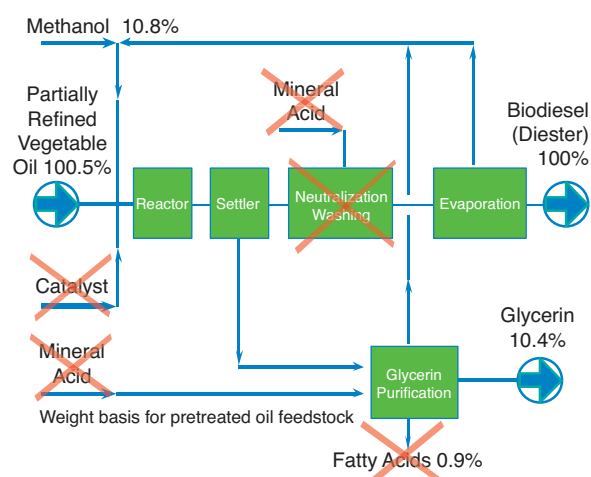 Methanol 10.8%
Partially
Refined
Vegetable
Oil 100.5%
Mineral
Acid
Biodiesel
(Diester)
100%
Reactor
Settler
Neutralization
Washing
Evaporation
Catalyst
Glycerin
10.4%
Mineral
Acid
Glycerin
Purification
Weight basis for pretreated oil feedstock
Fatty Acids 0.9%